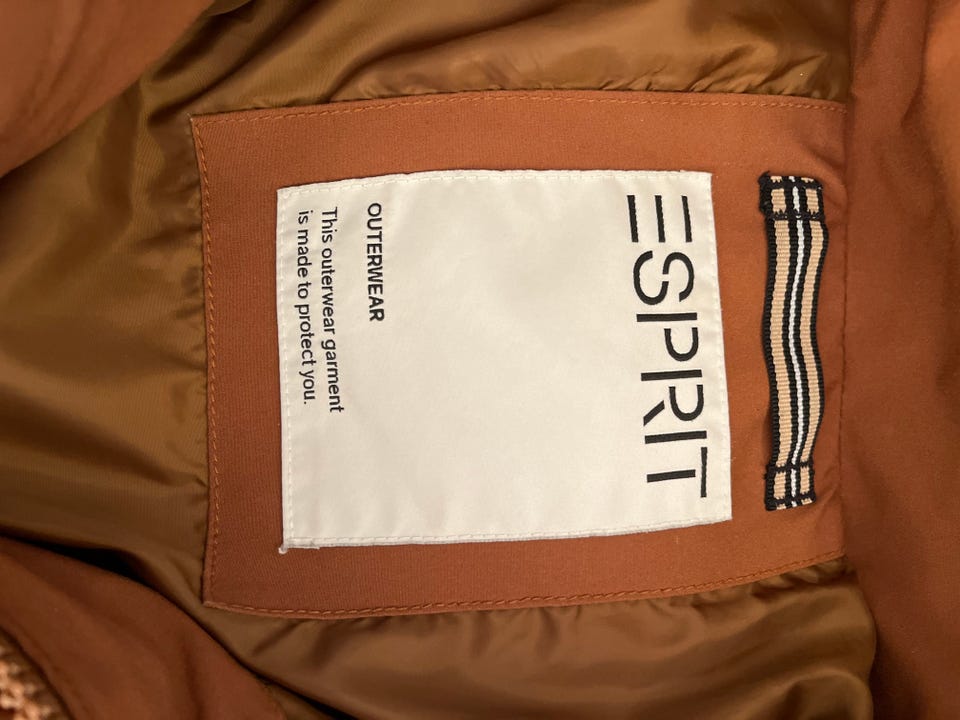 ESPRIT
OUTERWEAR
This outerwear garment
is made to protect you.